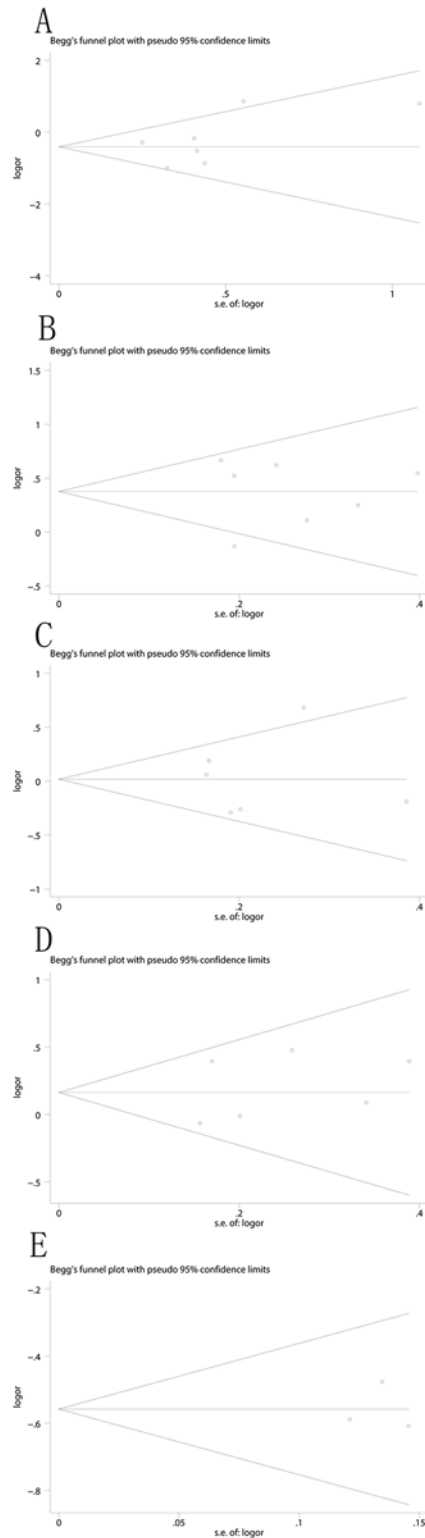 A
Begg's funnel plot with pseudo 95% confidence limits
2
0
−2
−4
logor
0 .5 1
s.e. of: logor
B
Begg's funnel plot with pseudo 95% confidence limits
1.5
1
.5
0
−.5
logor
0 .2 .4
s.e. of: logor
C
Begg's funnel plot with pseudo 95% confidence limits
1
.5
0
−.5
−1
logor
0 .2 .4
s.e. of: logor
D
Begg's funnel plot with pseudo 95% confidence limits
1
.5
0
−.5
logor
0 .2 .4
s.e. of: logor
E
Begg's funnel plot with pseudo 95% confidence limits
−.2
−.4
−.6
−.8
logor
0 .05 .1 .15
s.e. of: logor